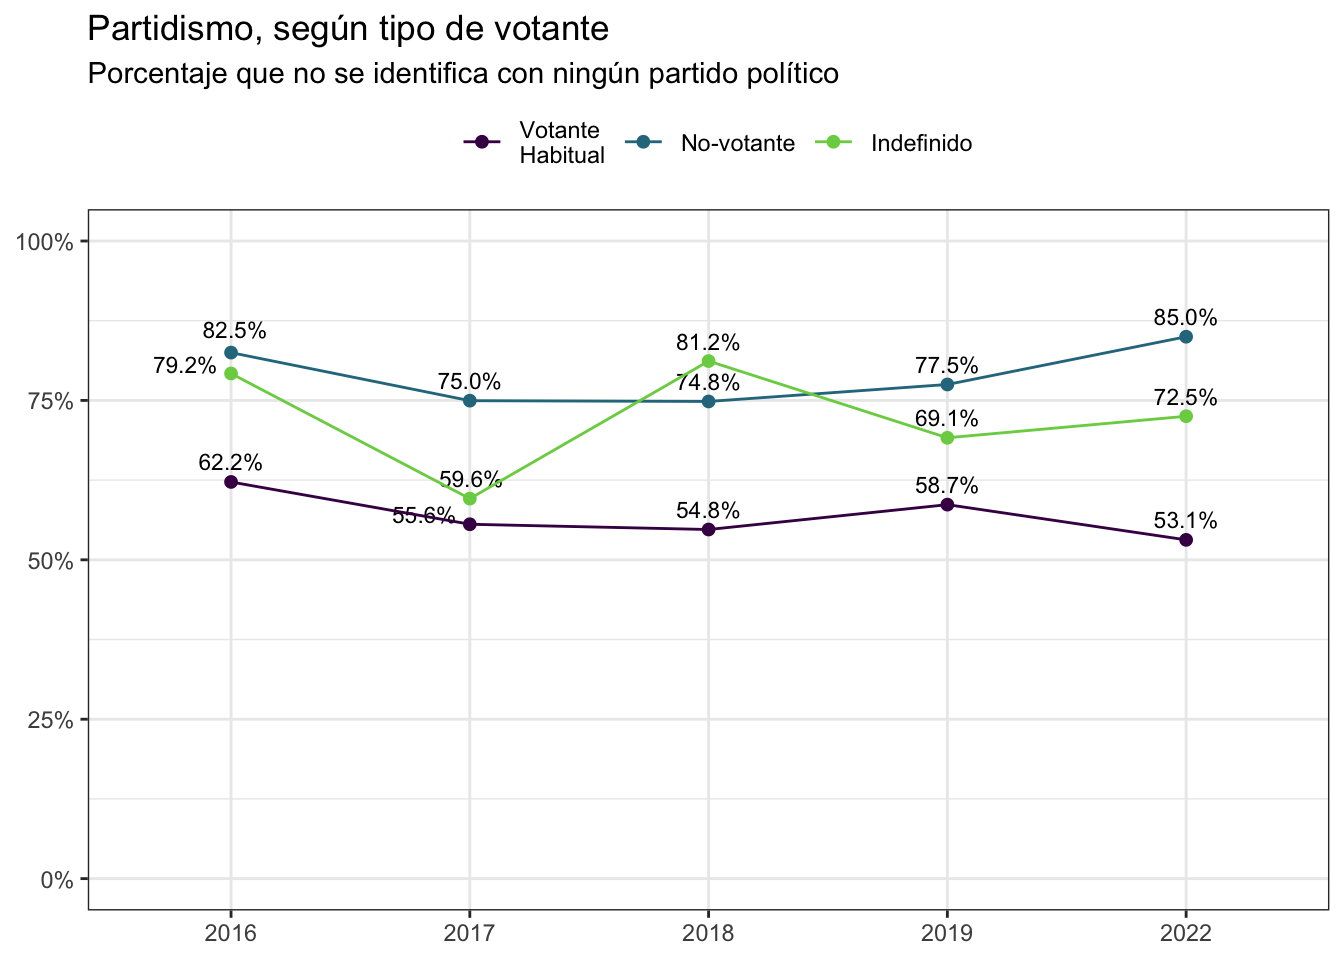 Partidismo, según tipo de votante
Porcentaje que no se identifica con ningún partido político
Votante
Habitual
No-votante
Indefinido
100%
75%
50%
25%
0%
82.5%
79.2%
62.2%
75.0%
59.6%
55.6%
81.2%
74.8%
54.8%
77.5%
69.1%
58.7%
85.0%
72.5%
53.1%
2016 2017 2018 2019 2022